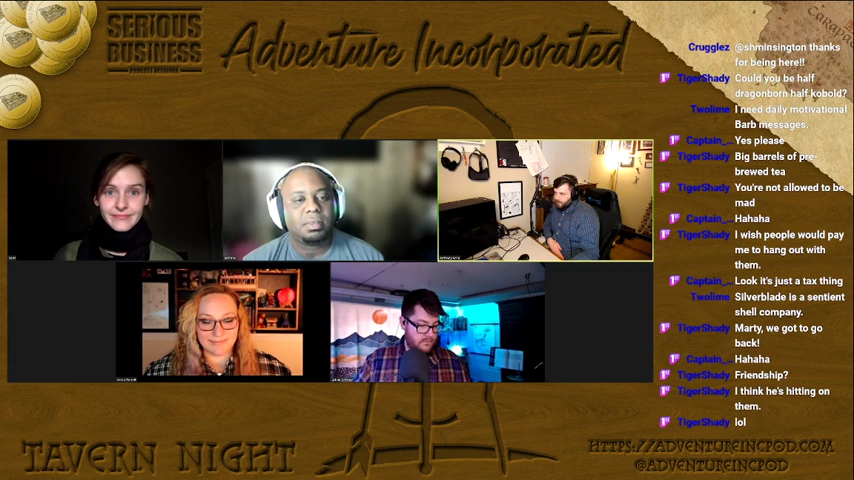 SERIOUS
BUSINESS
PODCAST NETWORK
Adventure Incorporated
Crugglez @shminsington thanks
for being here!!
TigerShady Could you be half
dragonborn half kobold?
Twolime I need daily motivational
Barb messages.
Captain_... Yes please
TigerShady Big barrels of pre-
brewed tea
TigerShady You're not allowed to be
mad
Captain_... Hahaha
TigerShady I wish people would pay
me to hang out with
them.
Captain_... Look it's just a tax thing
Twolime Silverblade is a sentient
shell company.
TigerShady Marty, we got to go
back!
Captain_... Hahaha
TigerShady Friendship?
TigerShady I think he's hitting on
them.
TigerShady lol
TAVERN NIGHT
HTTPS://ADVENTUREINCPOD.COM
@ADVENTUREINCPOD